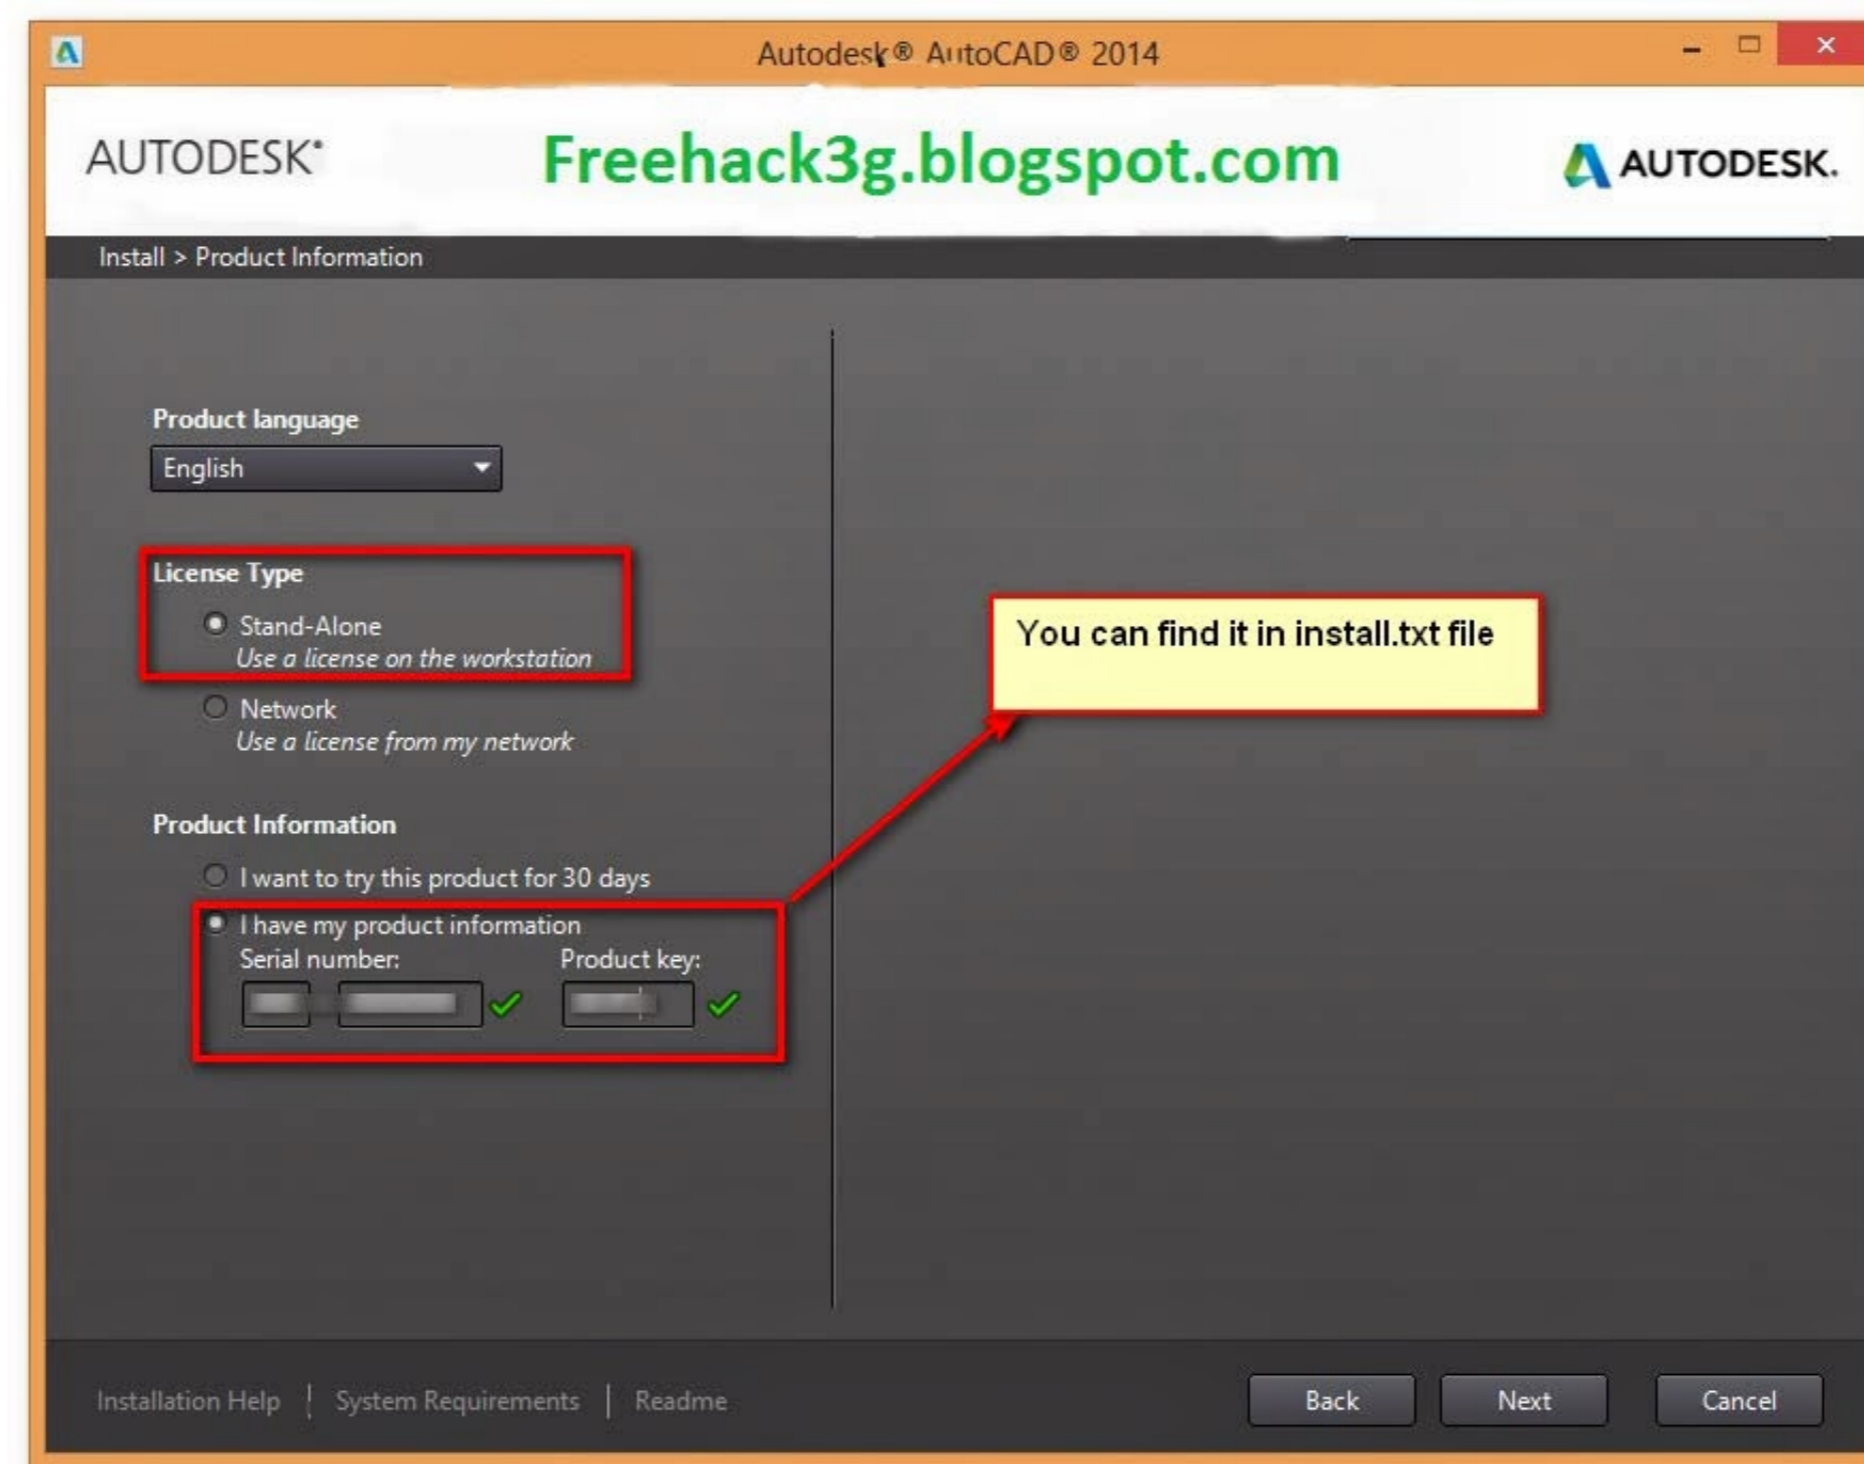 Autodesk® AutoCAD® 2014
AUTODESK®
Freehack3g.blogspot.com
AUTODESK.
Install > Product Information
Product language
English
License Type
Stand-Alone
Use a license on the workstation
Network
Use a license from my network
You can find it in install.txt file
Product Information
I want to try this product for 30 days
I have my product information
Serial number: Product key:
Installation Help | System Requirements | Readme
Back Next Cancel